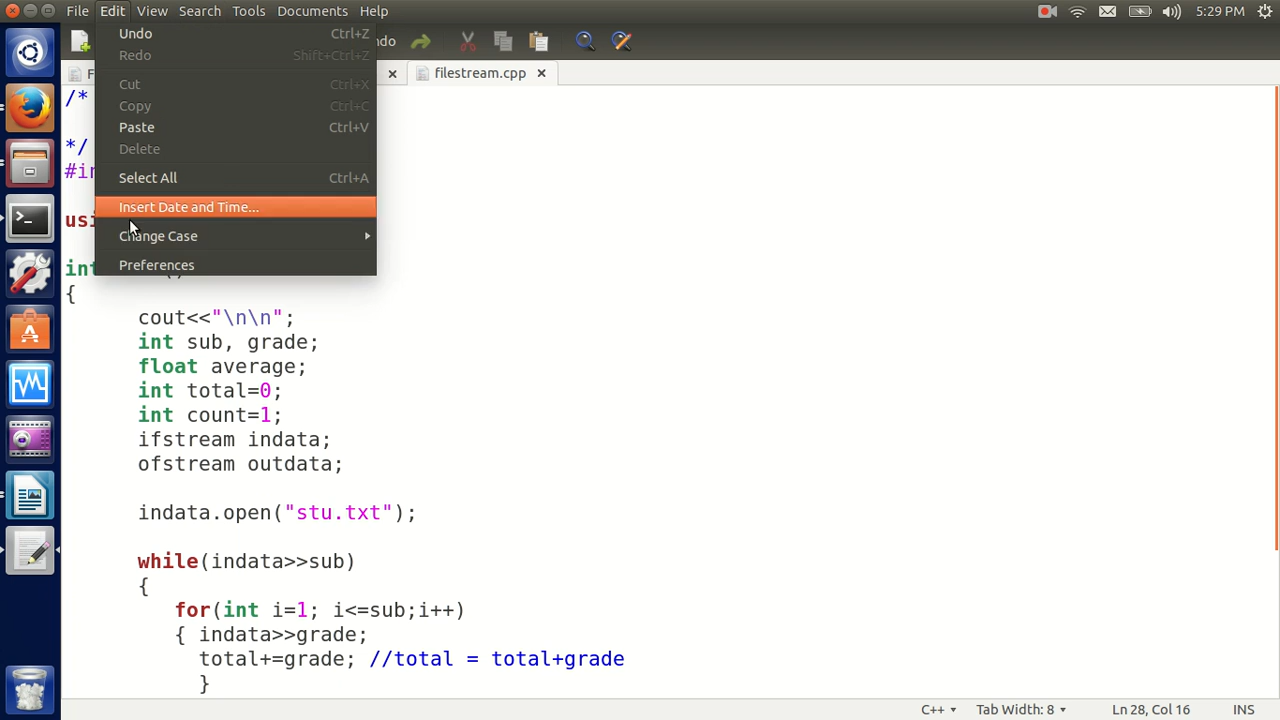 File Edit View Search Tools Documents Help 5:29 PM
Undo Ctrl+Z
Redo Shift+Ctrl+Z
Cut Ctrl+X
Copy Ctrl+C
Paste Ctrl+V
Delete
Select All Ctrl+A
Insert Date and Time...
Change Case
Preferences
filestream.cpp
/*
*/
{
cout<<"\n\n";
int sub, grade;
float average;
int total=0;
int count=1;
ifstream indata;
ofstream outdata;
indata.open("stu.txt");
while(indata>>sub)
{
for(int i=1; i<=sub;i++)
{ indata>>grade;
total+=grade; //total = total+grade
}
C++ Tab Width: 8 Ln 28, Col 16 INS